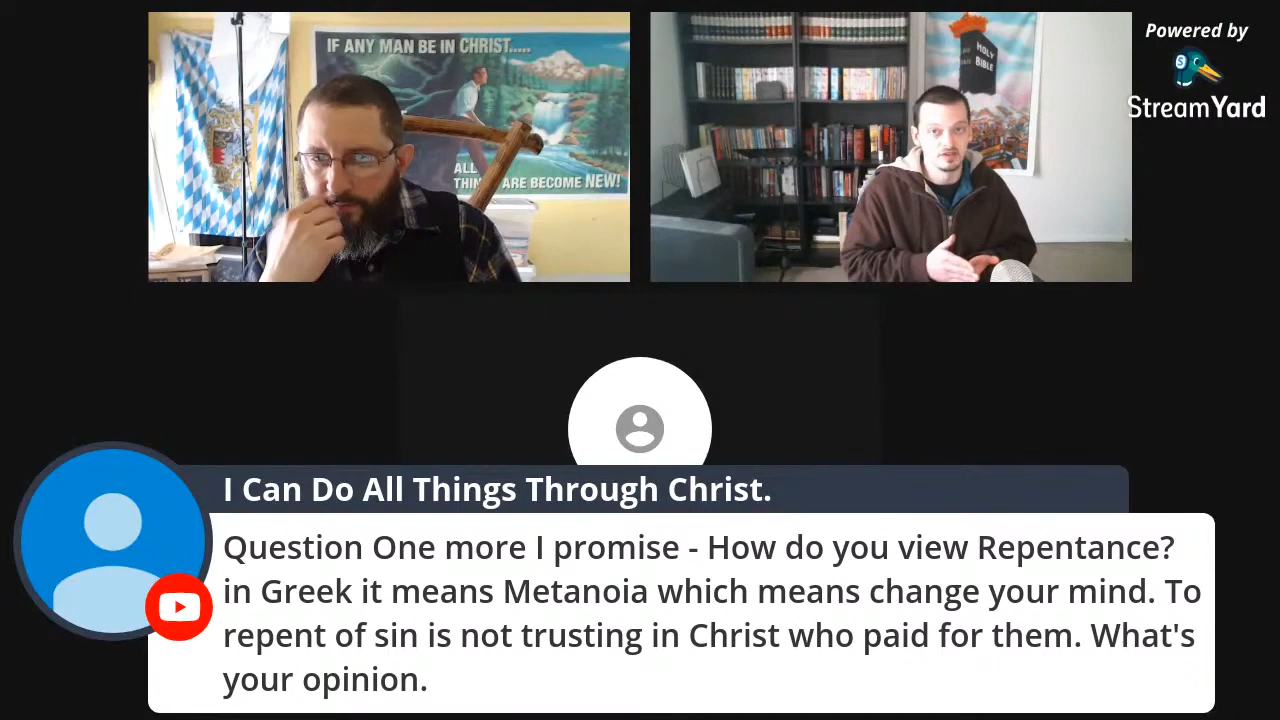 IF ANY MAN BE IN CHRIST.....
ALL
THIN ARE BECOME NEW!
HOLY
BIBLE
Powered by
StreamYard
I Can Do All Things Through Christ.
Question One more I promise - How do you view Repentance?
in Greek it means Metanoia which means change your mind. To
repent of sin is not trusting in Christ who paid for them. What's
your opinion.